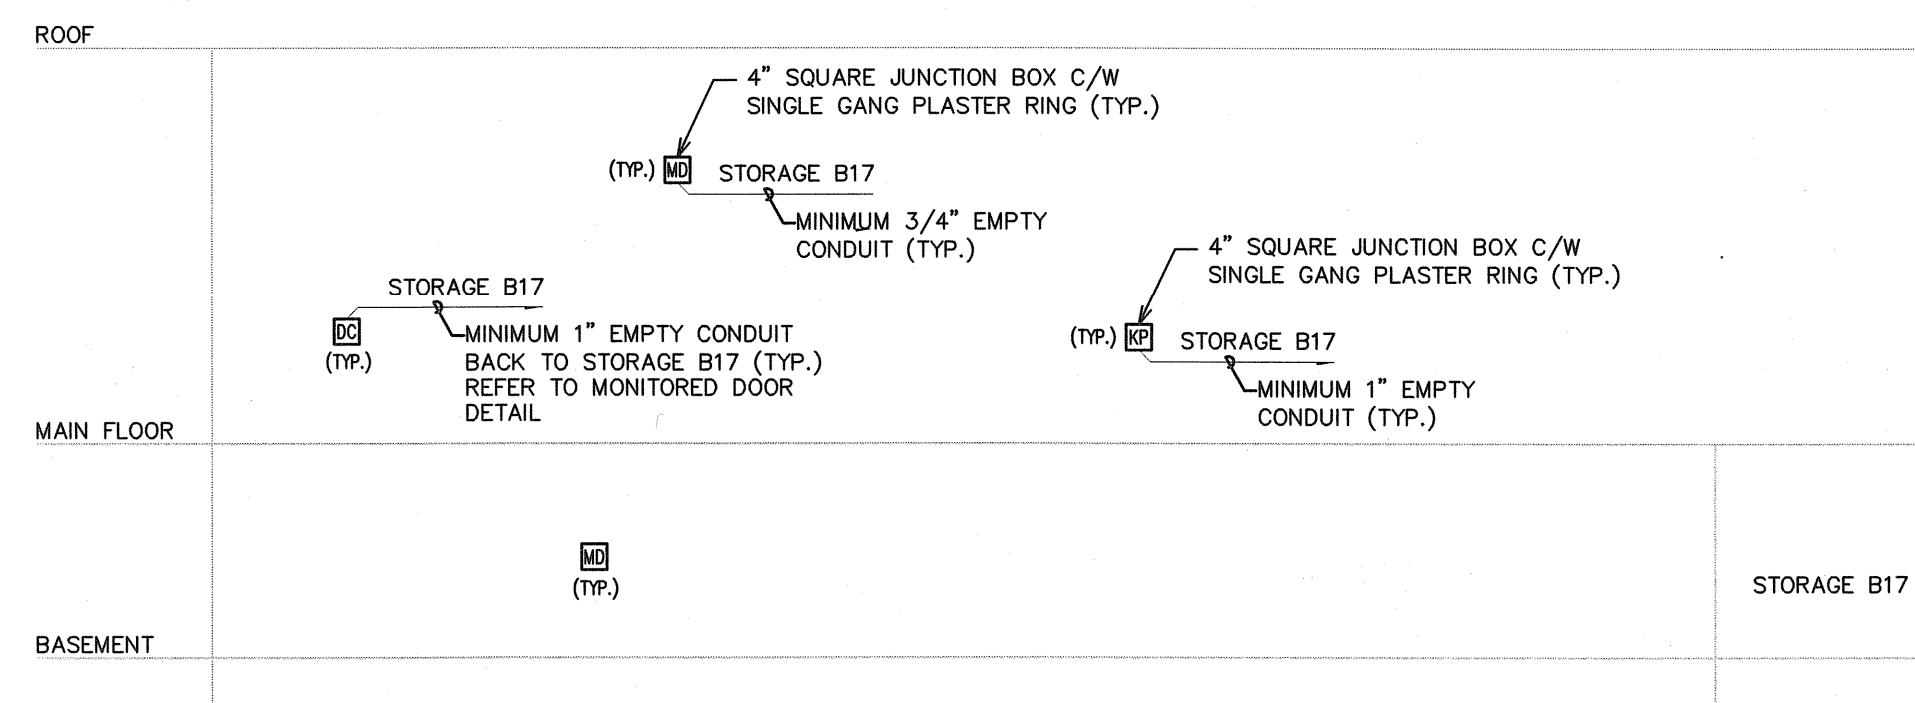 ROOF
4" SQUARE JUNCTION BOX C/W
SINGLE GANG PLASTER RING (TYP.)
(TYP.) MD STORAGE B17
MINIMUM 3/4" EMPTY
CONDUIT (TYP.)
4" SQUARE JUNCTION BOX C/W
SINGLE GANG PLASTER RING (TYP.)
(TYP.) KP STORAGE B17
MINIMUM 1" EMPTY
CONDUIT (TYP.)
STORAGE B17
DC
(TYP.)
MINIMUM 1" EMPTY CONDUIT
BACK TO STORAGE B17 (TYP.)
REFER TO MONITORED DOOR
DETAIL
MAIN FLOOR
MD
(TYP.)
STORAGE B17
BASEMENT